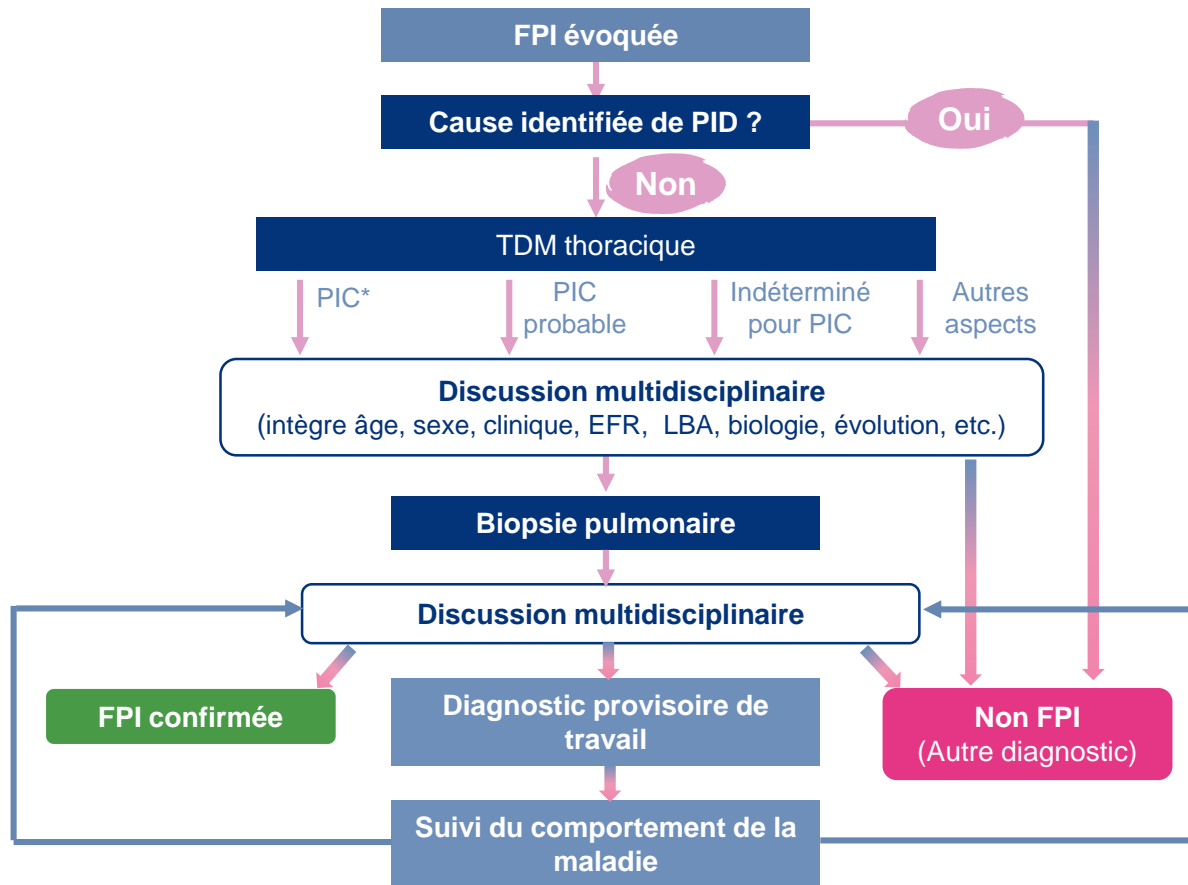 FPI évoquée
Cause identifiée de PID ?
Oui
Non
TDM thoracique
PIC*
PIC
probable
Indéterminé
pour PIC
Autres
aspects
Discussion multidisciplinaire
(intègre âge, sexe, clinique, EFR, LBA, biologie, évolution, etc.)
Biopsie pulmonaire
Discussion multidisciplinaire
FPI confirmée
Diagnostic provisoire de
travail
Non FPI
(Autre diagnostic)
Suivi du comportement de la
maladie